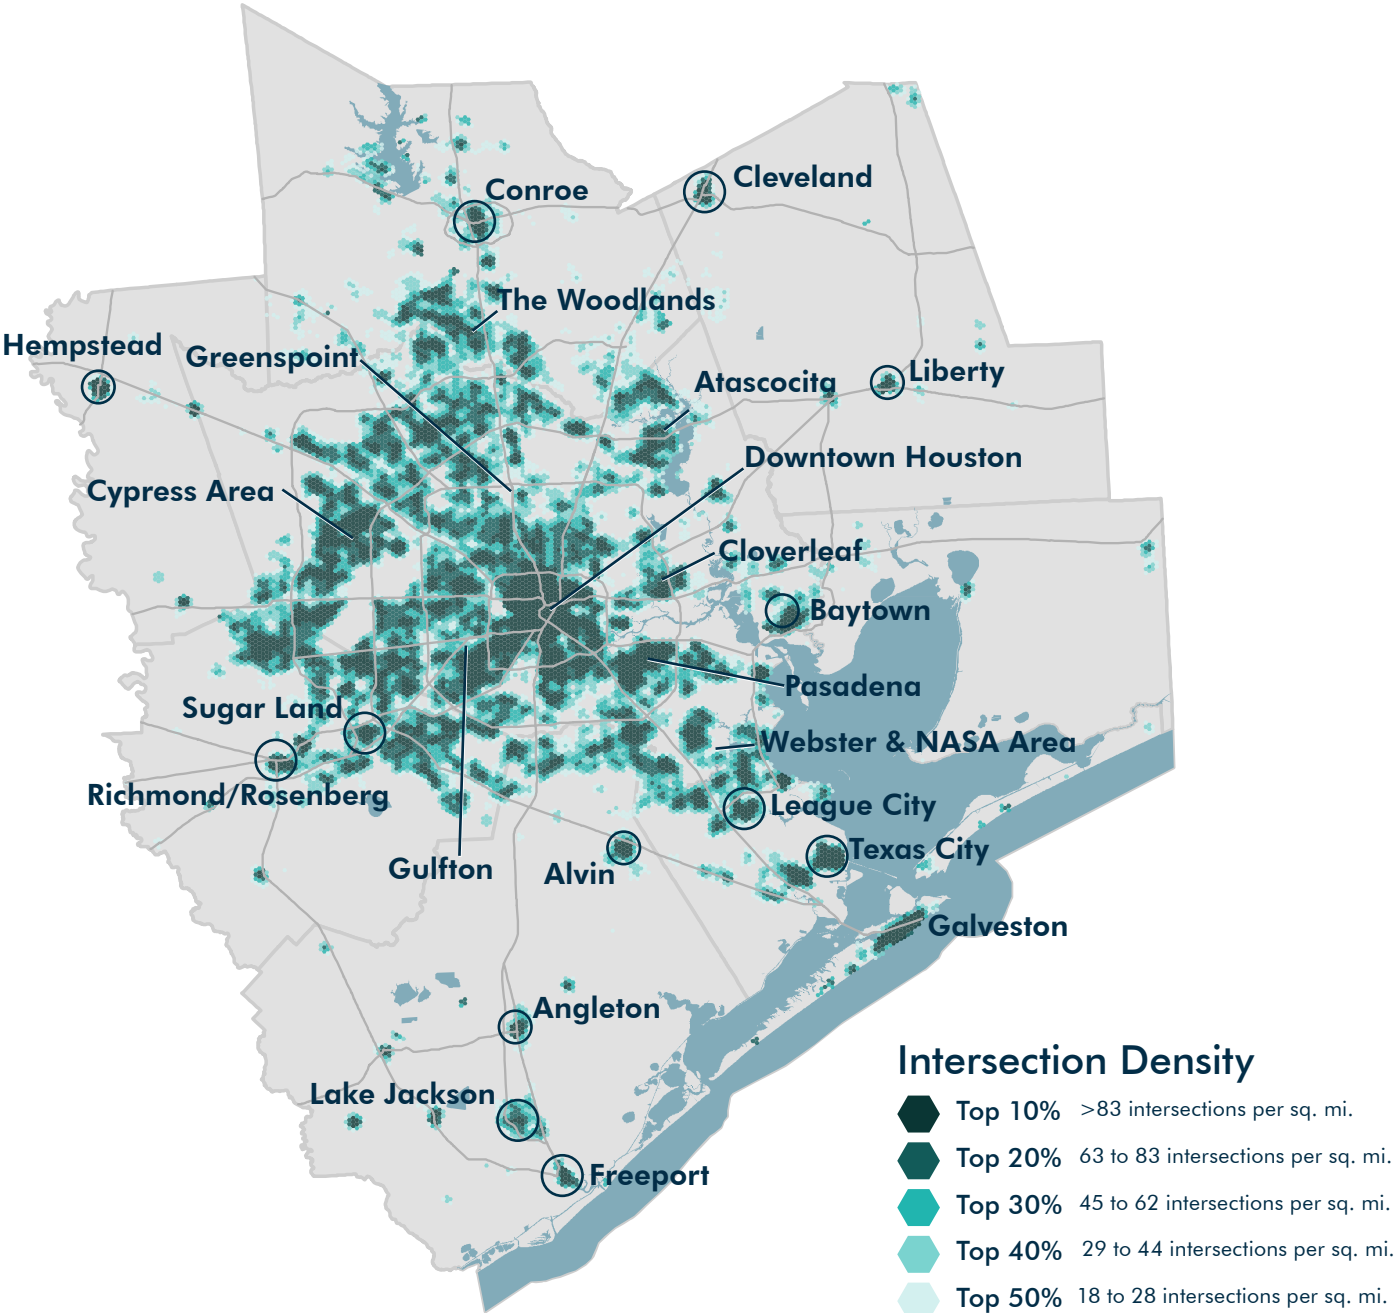 Conroe
Cleveland
The Woodlands
Hempstead
Greenspoint
Atascocita
Liberty
Downtown Houston
Cypress Area
Cloverleaf
Baytown
Pasadena
Sugar Land
Webster & NASA Area
Richmond/Rosenberg
League City
Texas City
Gulfton
Alvin
Galveston
Angleton
Lake Jackson
Freeport
Intersection Density
Top 10% >83 intersections per sq. mi.
Top 20% 63 to 83 intersections per sq. mi.
Top 30% 45 to 62 intersections per sq. mi.
Top 40% 29 to 44 intersections per sq. mi.
Top 50% 18 to 28 intersections per sq. mi.